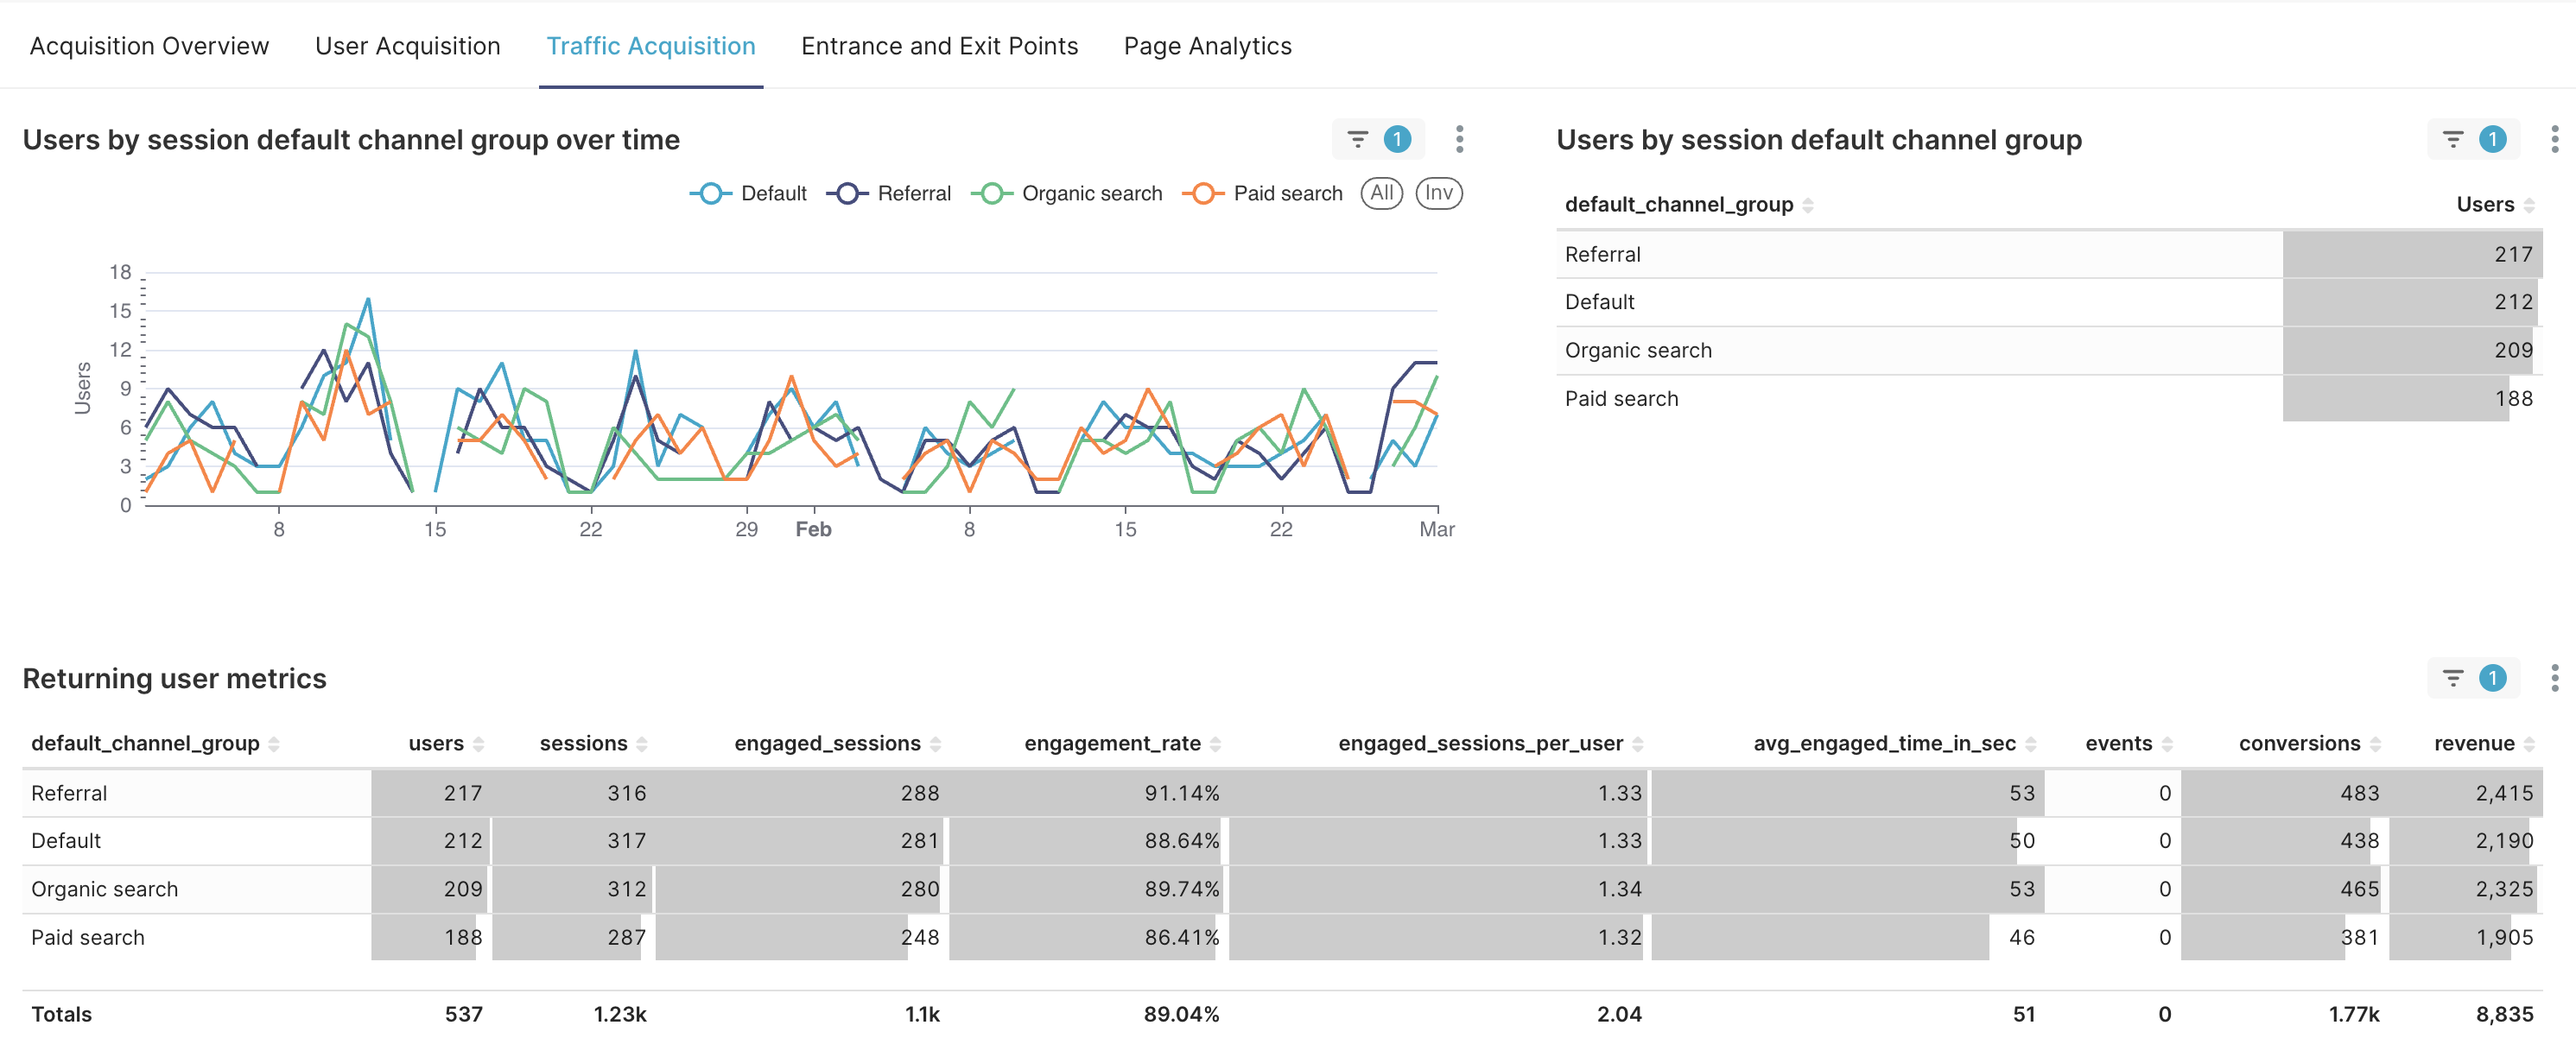 Acquisition Overview User Acquisition Traffic Acquisition Entrance and Exit Points Page Analytics
Users by session default channel group over time 1
Default Referral Organic search Paid search All Inv
Users
18
15
12
9
6
3
0
8 15 22 29 Feb 8 15 22 Mar
Users by session default channel group 1
default_channel_group Users
Referral 217
Default 212
Organic search 209
Paid search 188
Returning user metrics 1
default_channel_group users sessions engaged_sessions engagement_rate engaged_sessions_per_user avg_engaged_time_in_sec events conversions revenue
Referral 217 316 288 91.14% 1.33 53 0 483 2,415
Default 212 317 281 88.64% 1.33 50 0 438 2,190
Organic search 209 312 280 89.74% 1.34 53 0 465 2,325
Paid search 188 287 248 86.41% 1.32 46 0 381 1,905
Totals 537 1.23k 1.1k 89.04% 2.04 51 0 1.77k 8,835